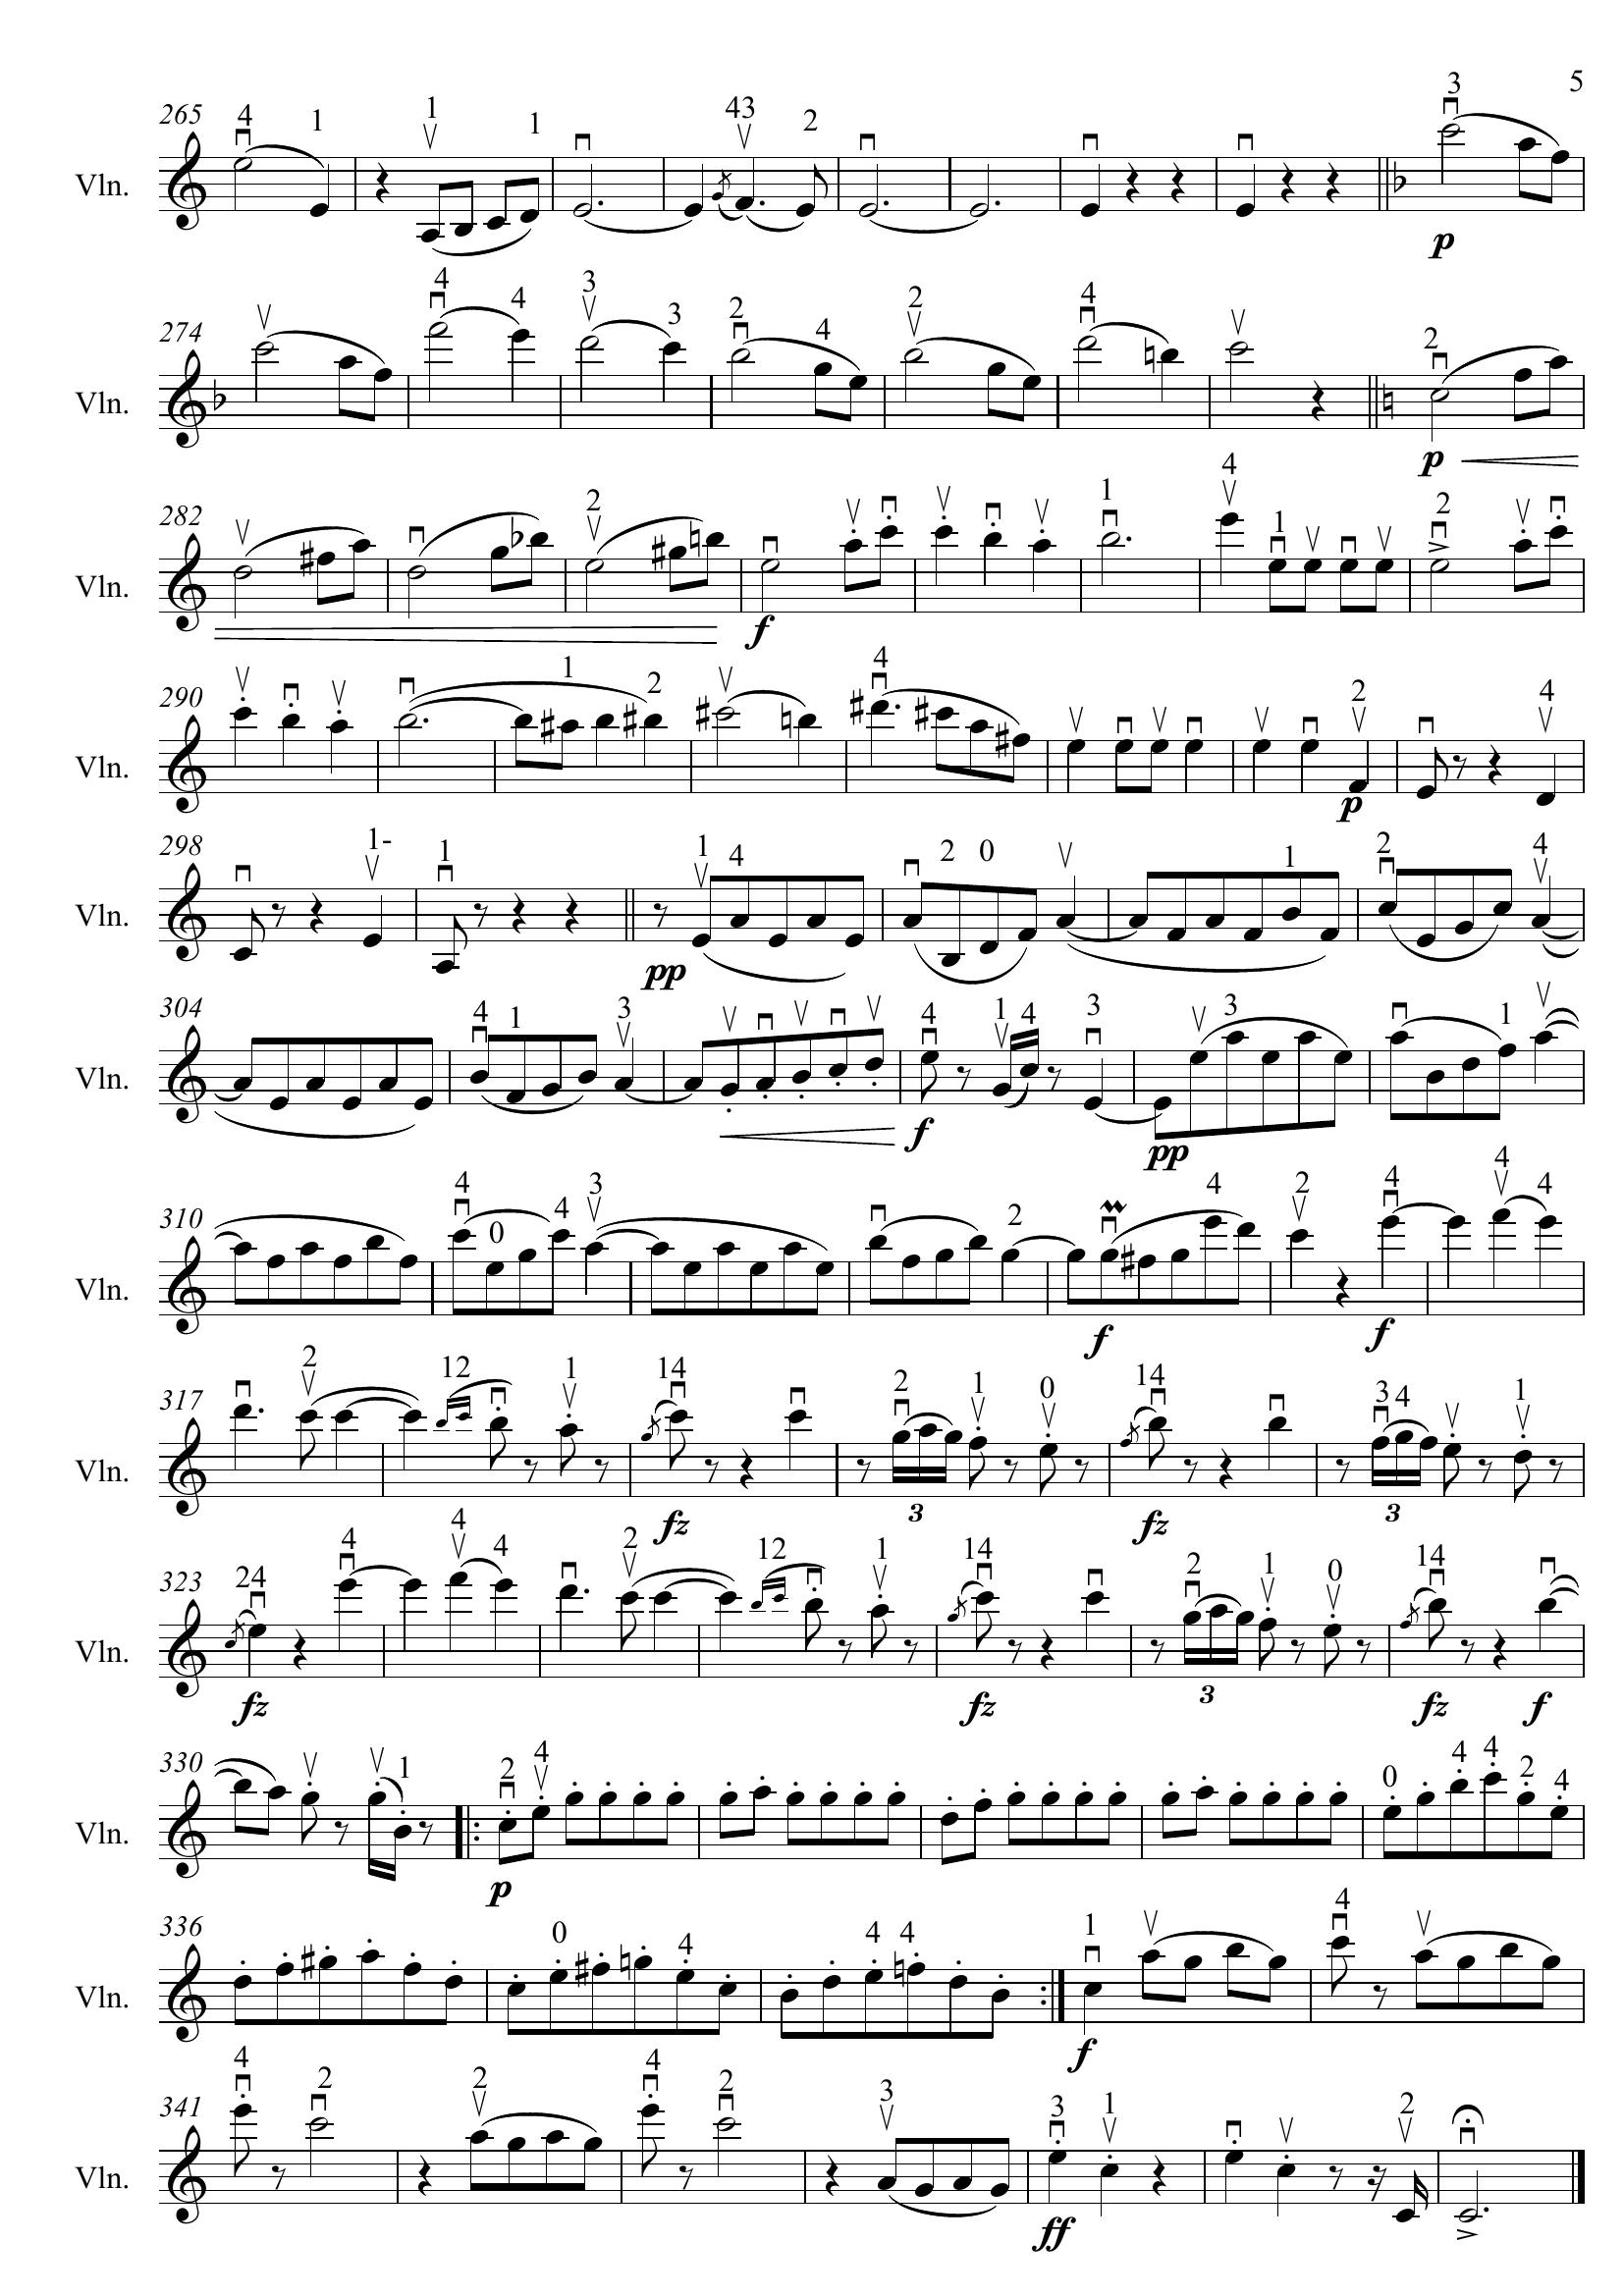 5
265 4 1 1 1 43 2 3
Vln.
p
274 4 4 3 3 2 4 2 4 2
Vln.
p
282 2 1 4 1 2
Vln.
f
290 1 2 4 2 4
Vln.
p
298 1- 1 1 4 2 0 1 2 4
Vln.
pp
304 4 1 3 4 1 4 3 3 1
Vln.
f pp
310 4 0 4 3 2 4 2 4 4 4
Vln.
f f
317 2 12 1 14 2 1 0 14 3 4 1
Vln.
fz 3 fz 3
323 24 4 4 4 2 12 1 14 2 1 0 14
Vln.
fz fz 3 fz f
330 1 2 4 0 4 4 2 4
Vln.
p
336 0 4 4 4 1 4
Vln.
f
341 4 2 2 4 2 3 3 1 2
Vln.
ff